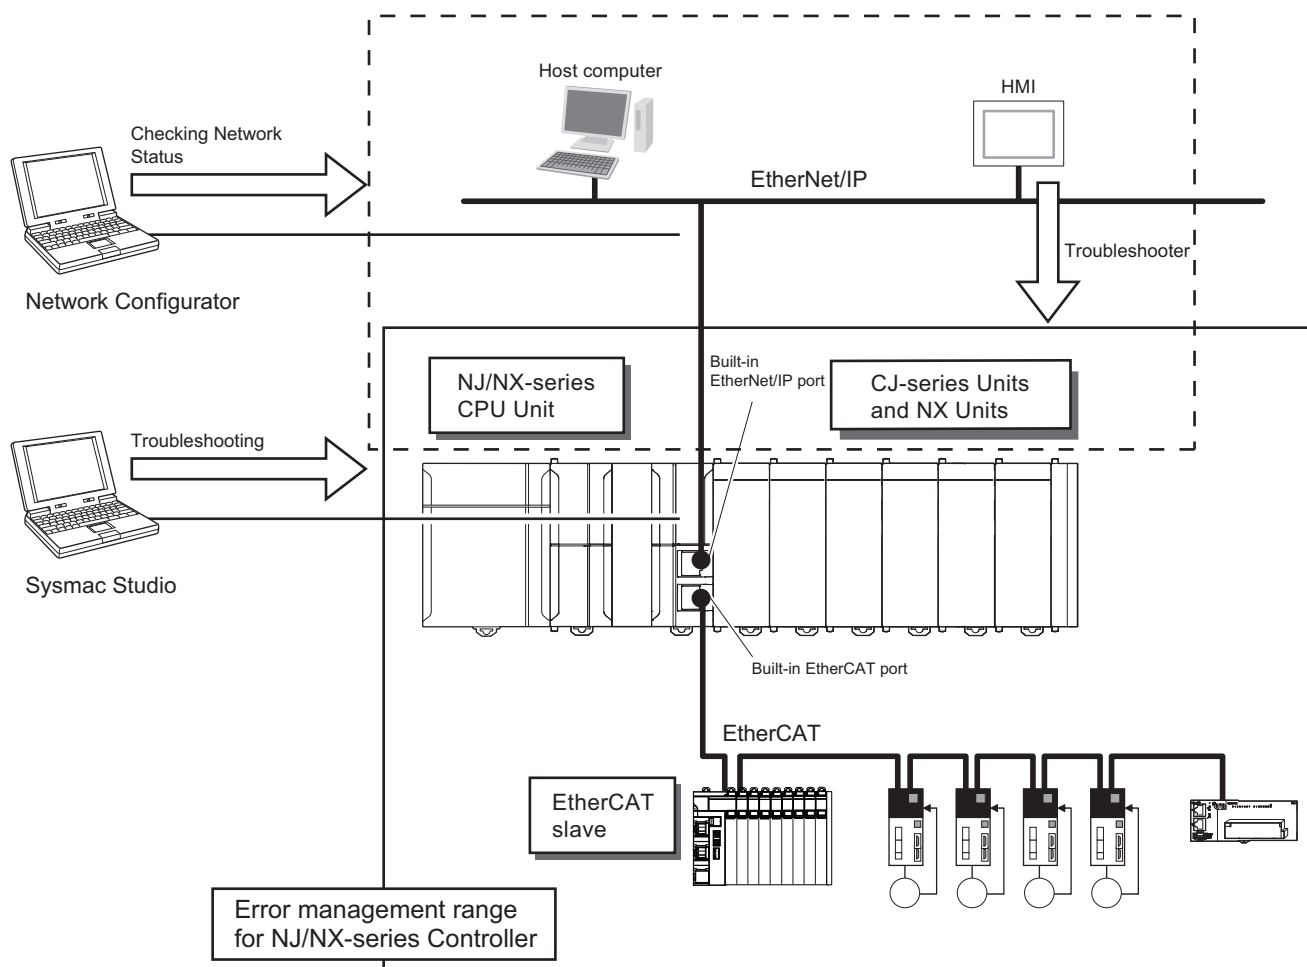 Host computer
HMI
Checking Network
Status
EtherNet/IP
Troubleshooter
Network Configurator
NJ/NX-series
CPU Unit
Built-in
EtherNet/IP port
CJ-series Units
and NX Units
Troubleshooting
Sysmac Studio
Built-in EtherCAT port
EtherCAT
EtherCAT
slave
Error management range
for NJ/NX-series Controller